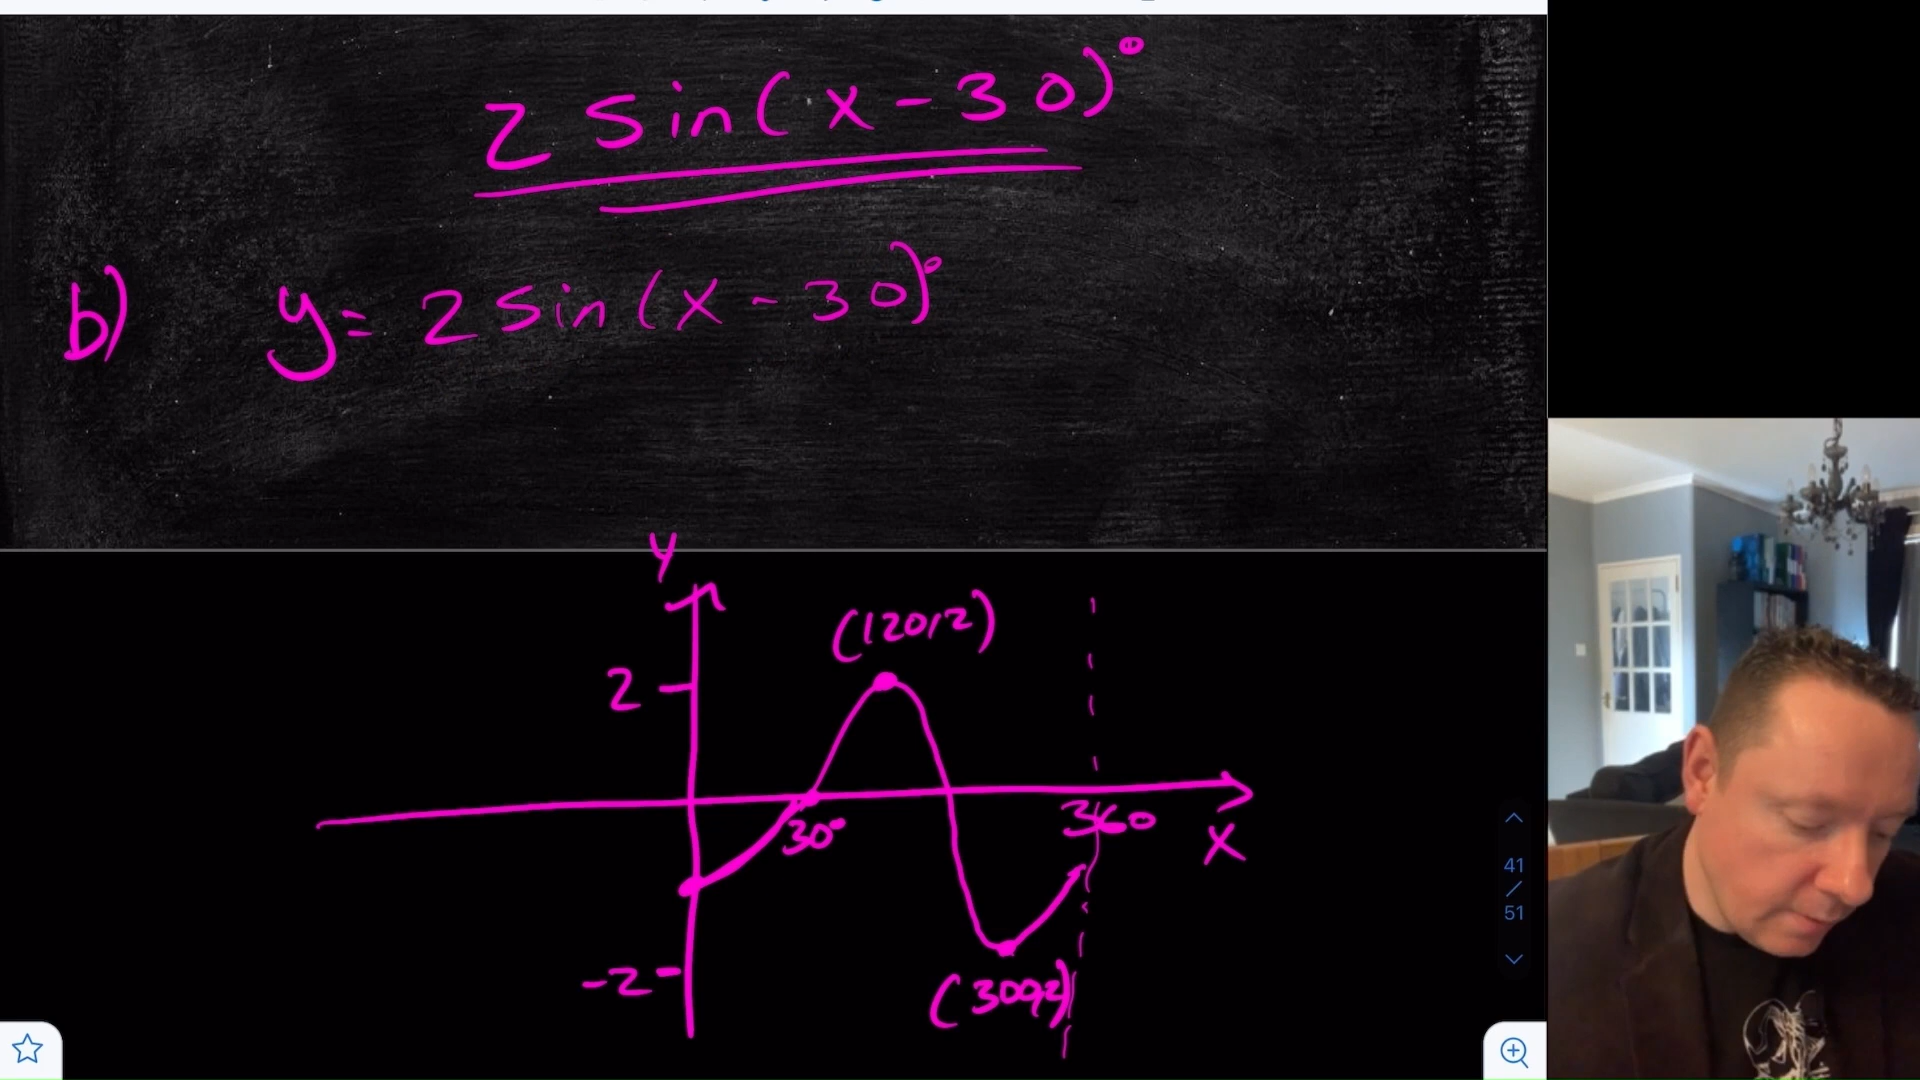 2 sin(x-30)°
b) y= 2 sin(x-30)°
y
(120,2)
2
30°
360
x
-2
(300,2)
41
/
51